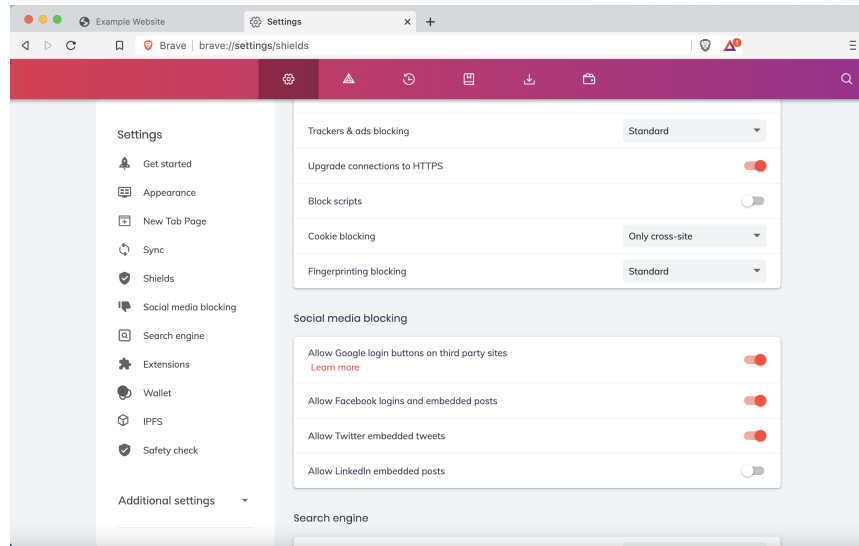 Example Website
Settings
Brave | brave://settings/shields
1
Settings
Get started
Appearance
New Tab Page
Sync
Shields
Social media blocking
Search engine
Extensions
Wallet
IPFS
Safety check
Additional settings
Trackers & ads blocking
Standard
Upgrade connections to HTTPS
Block scripts
Cookie blocking
Only cross-site
Fingerprinting blocking
Standard
Social media blocking
Allow Google login buttons on third party sites
Learn more
Allow Facebook logins and embedded posts
Allow Twitter embedded tweets
Allow LinkedIn embedded posts
Search engine